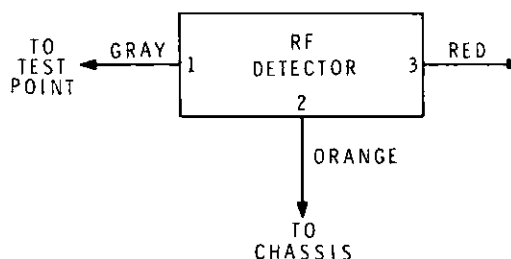 TO
TEST
POINT
GRAY
1
RF
DETECTOR
2
3
RED
ORANGE
TO
CHASSIS